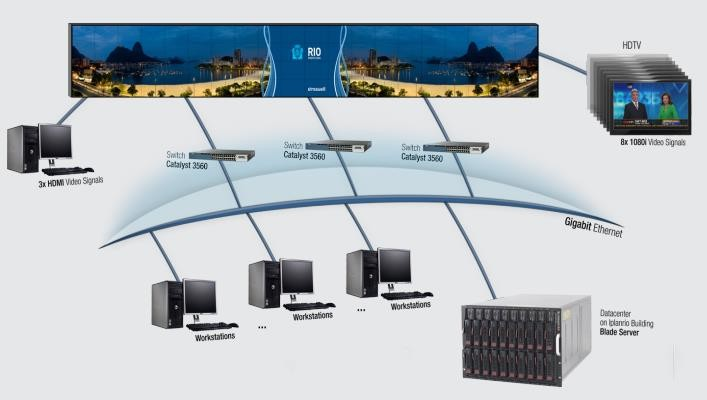 RIO
HDTV
8x 1080i Video Signals
Switch
Catalyst 3560
Switch
Catalyst 3560
Switch
Catalyst 3560
3x HDMI Video Signals
Gigabit Ethernet
Workstations
...
Workstations
...
Workstations
Datacenter
on Iplanrio Building
Blade Server